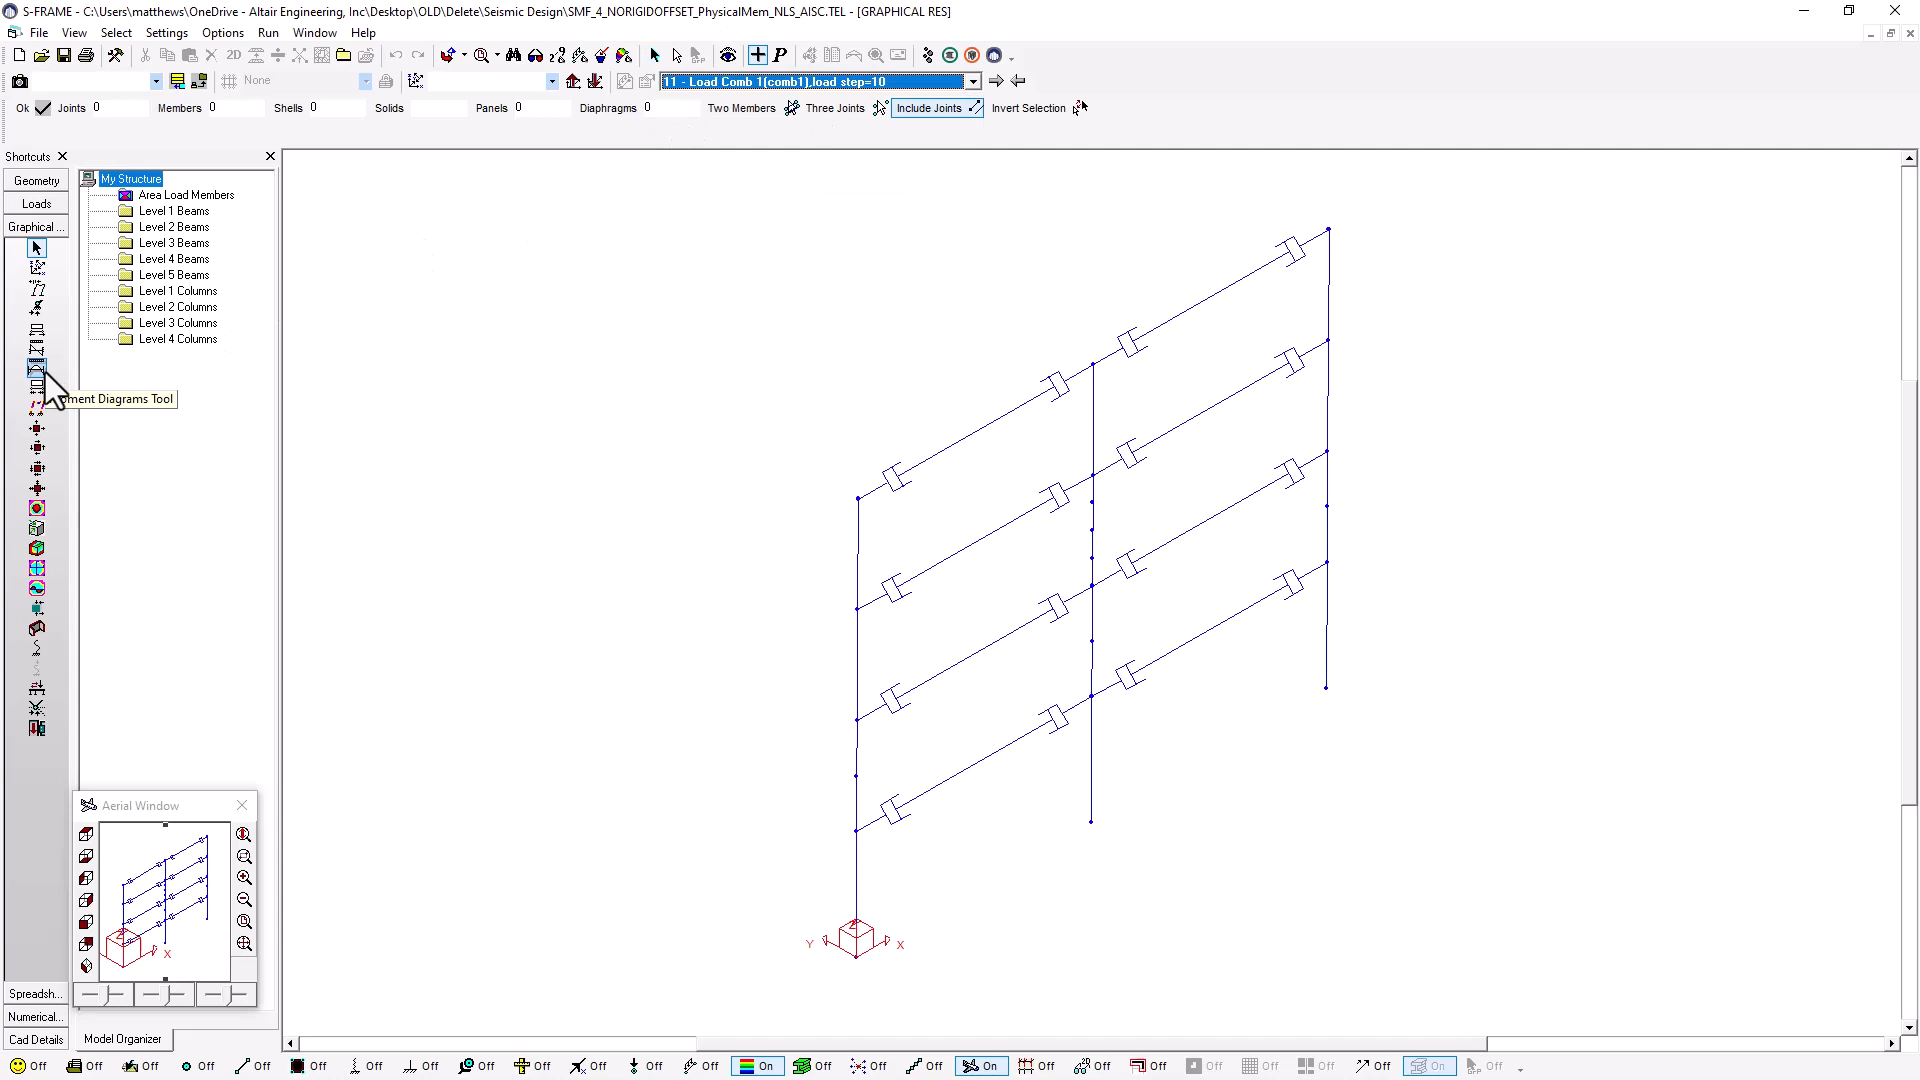 S-FRAME - C:\Users\matthews\OneDrive - Altair Engineering, Inc\Desktop\OLD\Delete\Seismic Design\SMF_4_NORIGIDOFFSET_PhysicalMem_NLS_AISC.TEL - [GRAPHICAL RES]
File View Select Settings Options Run Window Help
2D
None 11 - Load Comb 1(comb1),load step=10
Ok Joints 0 Members 0 Shells 0 Solids Panels 0 Diaphragms 0 Two Members Three Joints Include Joints Invert Selection
Shortcuts
Geometry
Loads
Graphical ...
My Structure
Area Load Members
Level 1 Beams
Level 2 Beams
Level 3 Beams
Level 4 Beams
Level 5 Beams
Level 1 Columns
Level 2 Columns
Level 3 Columns
Level 4 Columns
ment Diagrams Tool
Aerial Window
Z
X
Z
Y
X
Spreadsh...
Numerical...
Cad Details
Model Organizer
Off Off Off Off Off Off Off Off Off Off Off Off Off On Off Off Off On Off Off Off Off Off Off Off On Off